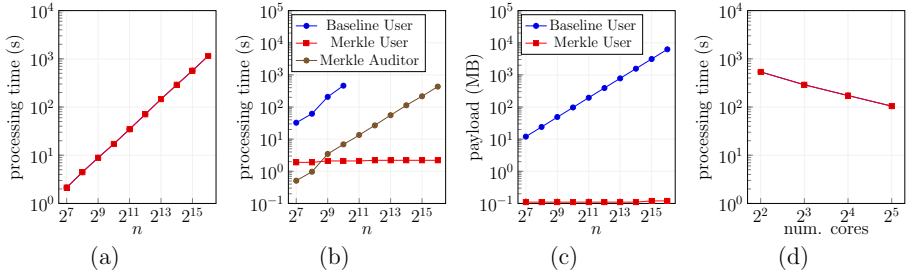 10^4
10^3
10^2
10^1
10^0
processing time (s)
2^7 2^9 2^11 2^13 2^15
n
(a)
10^5
10^4
10^3
10^2
10^1
10^0
10^−1
processing time (s)
Baseline User
Merkle User
Merkle Auditor
2^7 2^9 2^11 2^13 2^15
n
(b)
10^5
10^4
10^3
10^2
10^1
10^0
10^−1
payload (MB)
Baseline User
Merkle User
2^7 2^9 2^11 2^13 2^15
n
(c)
10^4
10^3
10^2
10^1
10^0
processing time (s)
2^2 2^3 2^4 2^5
num. cores
(d)